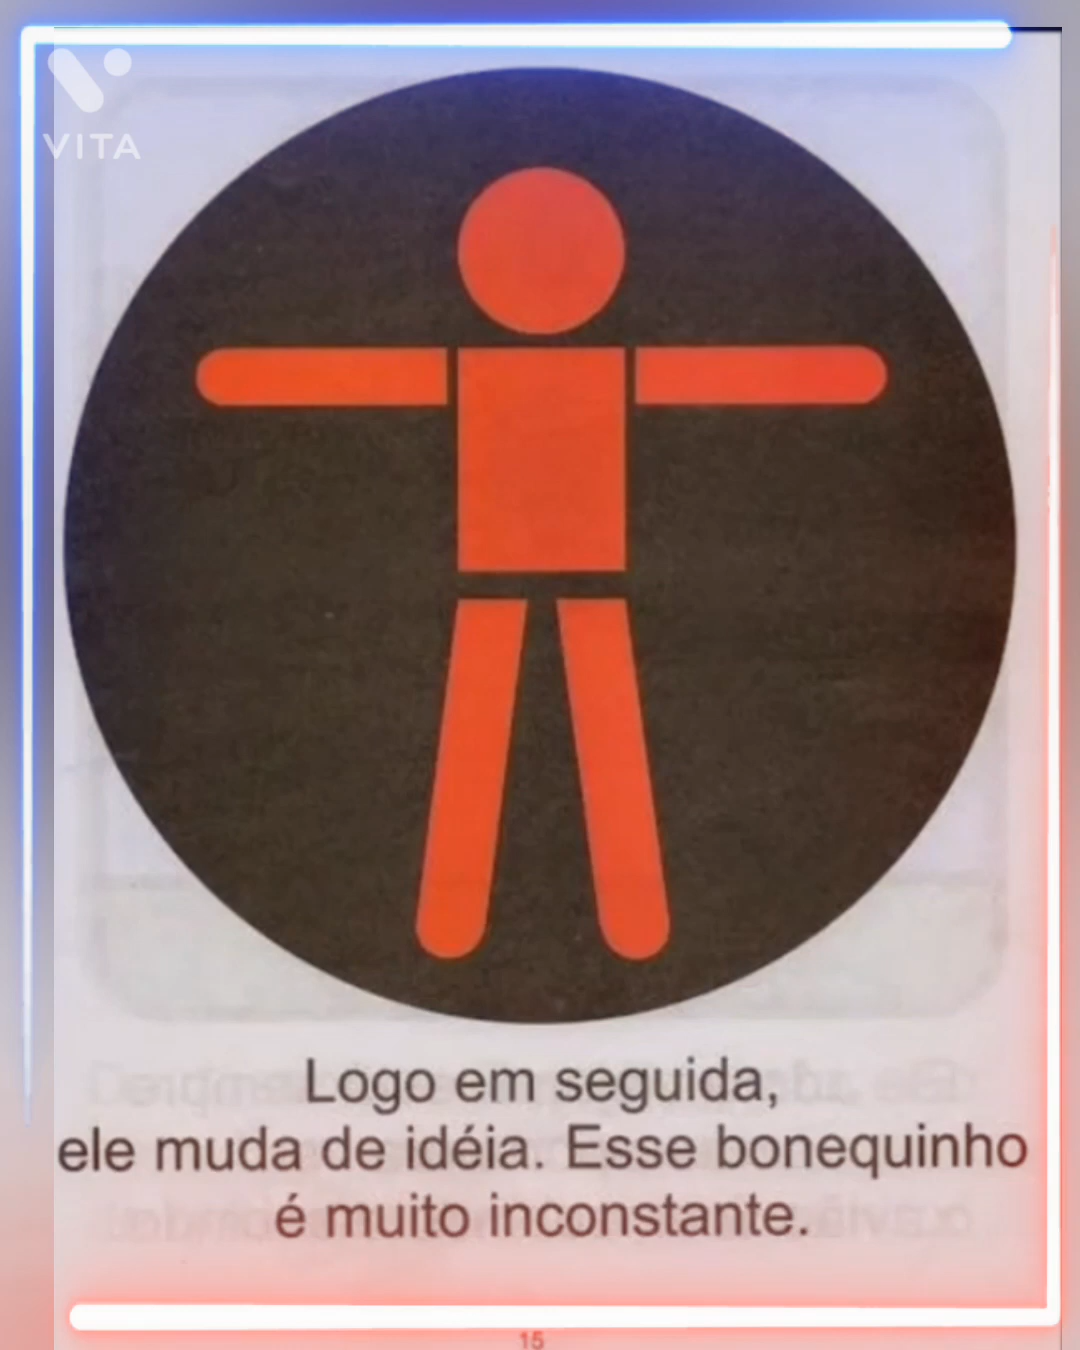 VITA
Logo em seguida,
ele muda de idéia. Esse bonequinho
é muito inconstante.
15